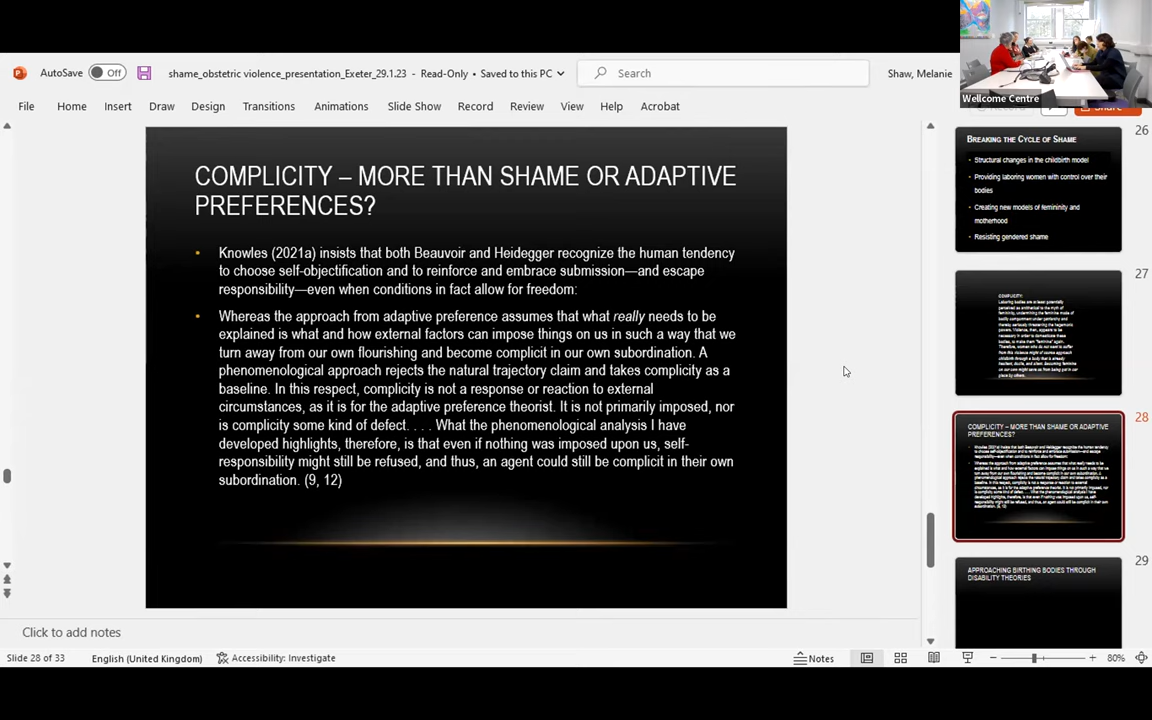 Wellcome Centre
AutoSave Off shame_obstetric violence_presentation_Exeter_29.1.23 - Read-Only • Saved to this PC Search Shaw, Melanie
File Home Insert Draw Design Transitions Animations Slide Show Record Review View Help Acrobat
COMPLICITY – MORE THAN SHAME OR ADAPTIVE
PREFERENCES?
• Knowles (2021a) insists that both Beauvoir and Heidegger recognize the human tendency
to choose self-objectification and to reinforce and embrace submission—and escape
responsibility—even when conditions in fact allow for freedom:
• Whereas the approach from adaptive preference assumes that what really needs to be
explained is what and how external factors can impose things on us in such a way that we
turn away from our own flourishing and become complicit in our own subordination. A
phenomenological approach rejects the natural trajectory claim and takes complicity as a
baseline. In this respect, complicity is not a response or reaction to external
circumstances, as it is for the adaptive preference theorist. It is not primarily imposed, nor
is complicity some kind of defect. . . . What the phenomenological analysis I have
developed highlights, therefore, is that even if nothing was imposed upon us, self-
responsibility might still be refused, and thus, an agent could still be complicit in their own
subordination. (9, 12)
26
BREAKING THE CYCLE OF SHAME
• Structural changes in the childbirth model
• Providing laboring women with control over their
bodies
• Creating new models of femininity and
motherhood
• Resisting gendered shame
27
COMPLICITY:
28
COMPLICITY – MORE THAN SHAME OR ADAPTIVE
PREFERENCES?
29
APPROACHING BIRTHING BODIES THROUGH
DISABILITY THEORIES
Click to add notes
Slide 28 of 33 English (United Kingdom) Accessibility: Investigate Notes 80%